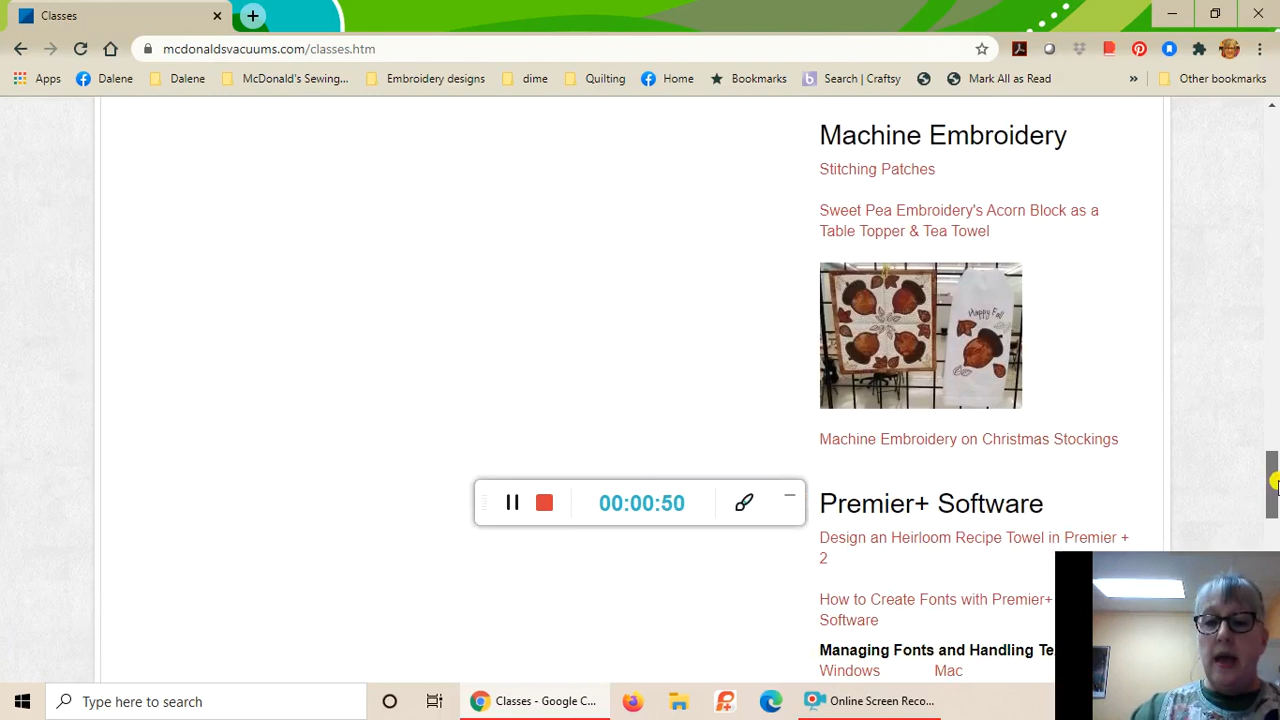 Classes
mcdonaldsvacuums.com/classes.htm
Apps
Dalene
Dalene
McDonald's Sewing...
Embroidery designs
dime
Quilting
Home
Bookmarks
Search | Craftsy
Mark All as Read
»
Other bookmarks
Machine Embroidery
Stitching Patches
Sweet Pea Embroidery's Acorn Block as a
Table Topper & Tea Towel
Happy Fall
Machine Embroidery on Christmas Stockings
00:00:50
Premier+ Software
Design an Heirloom Recipe Towel in Premier +
2
How to Create Fonts with Premier+
Software
Managing Fonts and Handling Te
Windows Mac
Type here to search
Classes - Google C...
Online Screen Reco...